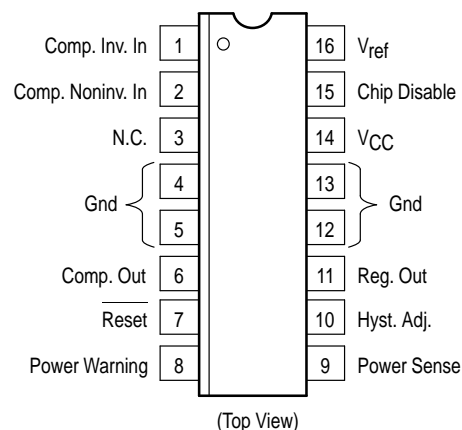 Comp. Inv. In 1 16 Vref
Comp. Noninv. In 2 15 Chip Disable
N.C. 3 14 VCC
4 13
Gnd Gnd
5 12
Comp. Out 6 11 Reg. Out
Reset 7 10 Hyst. Adj.
Power Warning 8 9 Power Sense
(Top View)